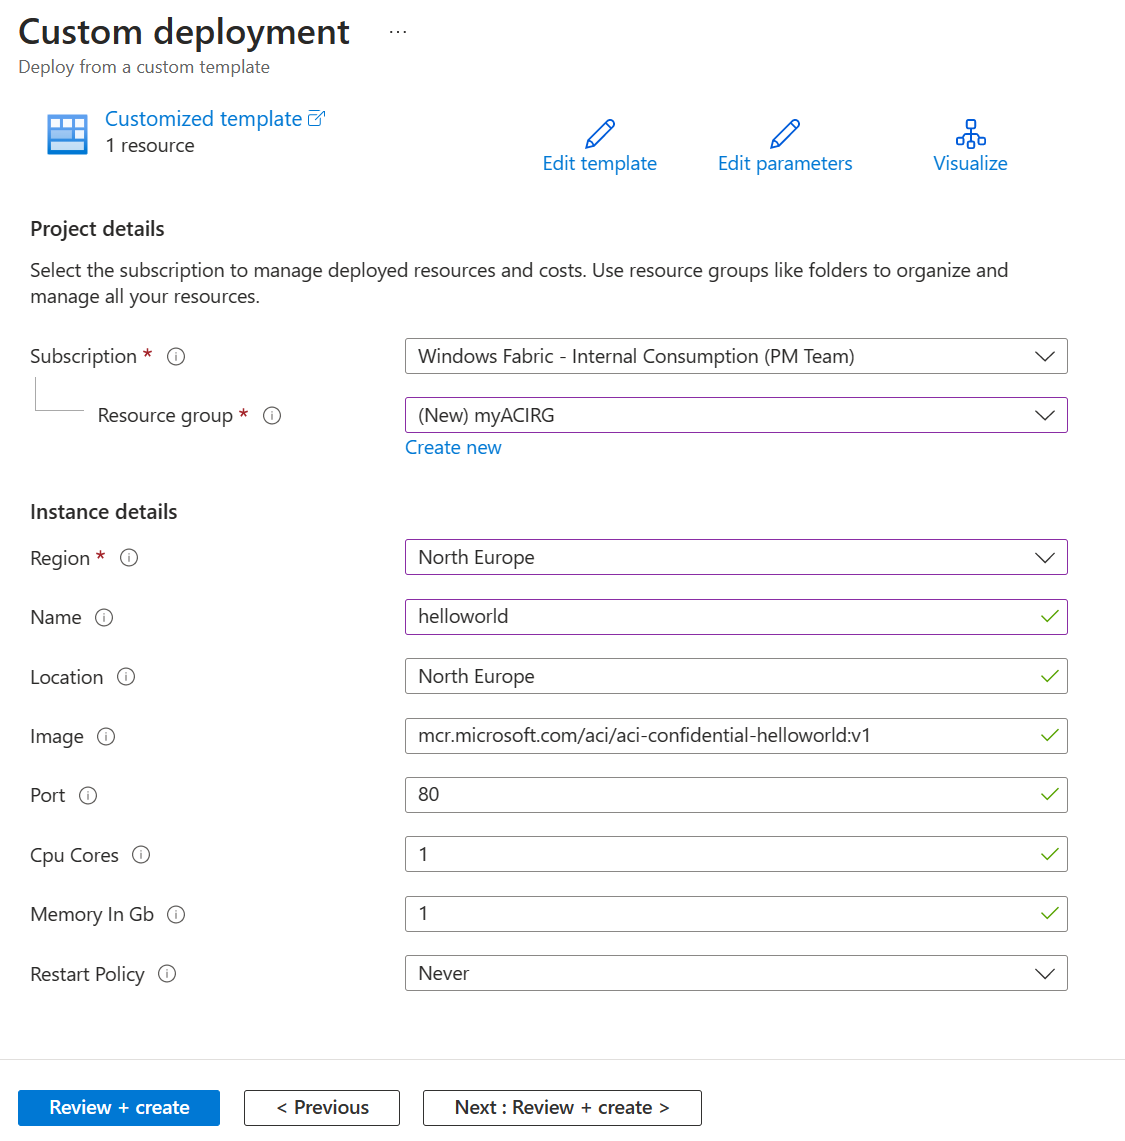 Custom deployment ...
Deploy from a custom template
Customized template
1 resource
Edit template
Edit parameters
Visualize
Project details
Select the subscription to manage deployed resources and costs. Use resource groups like folders to organize and
manage all your resources.
Subscription *
Windows Fabric - Internal Consumption (PM Team)
Resource group *
(New) myACIRG
Create new
Instance details
Region *
North Europe
Name
helloworld
Location
North Europe
Image
mcr.microsoft.com/aci/aci-confidential-helloworld:v1
Port
80
Cpu Cores
1
Memory In Gb
1
Restart Policy
Never
Review + create
< Previous
Next : Review + create >